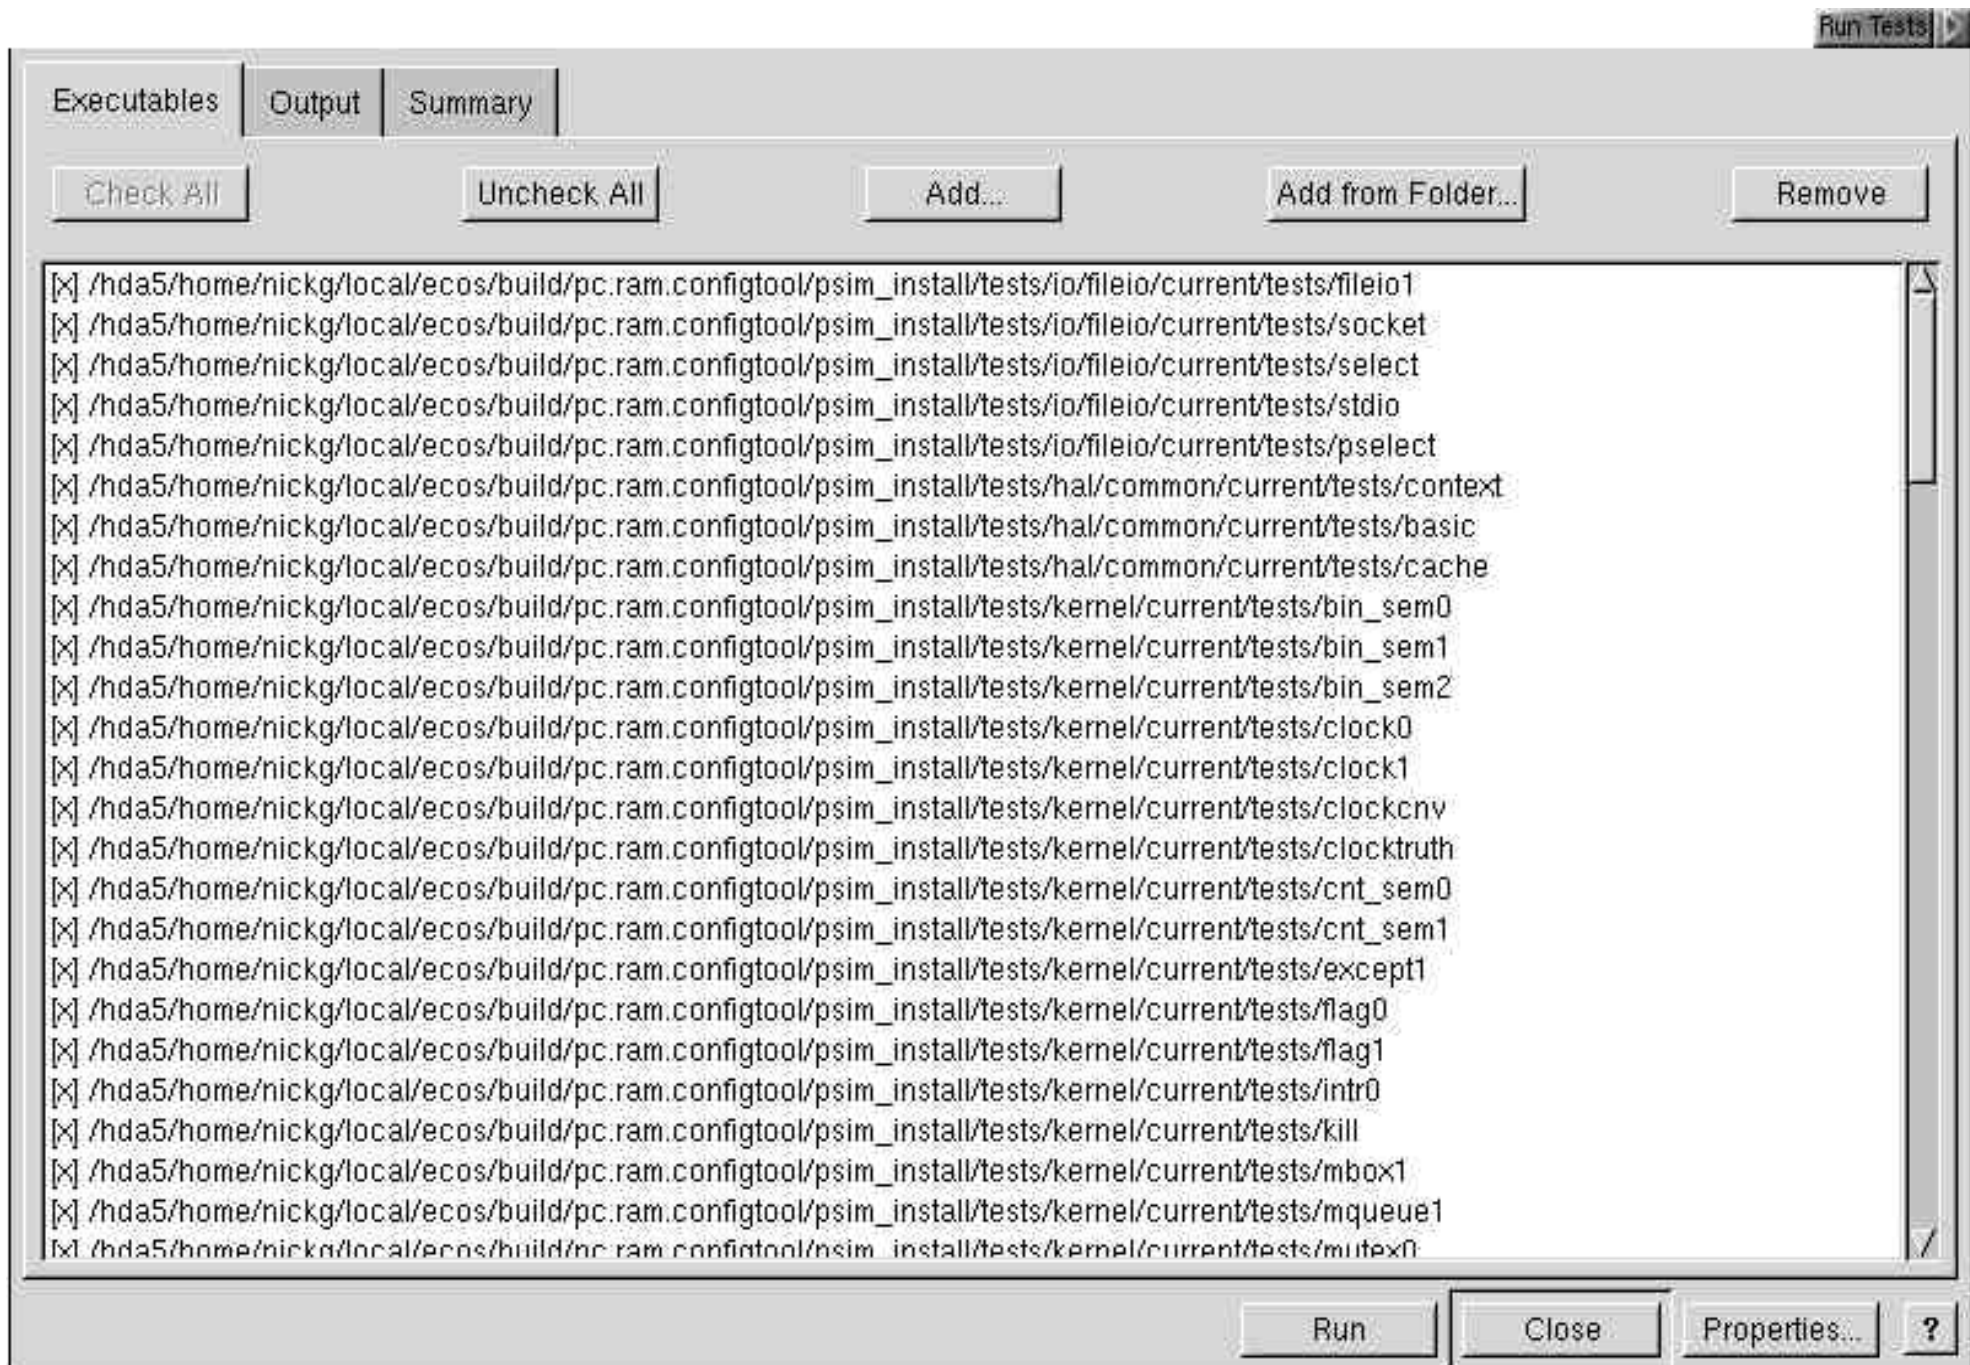 Run Tests
Executables Output Summary
Check All Uncheck All Add... Add from Folder... Remove
[x] /hda5/home/nickg/local/ecos/build/pc.ram.configtool/psim_install/tests/io/fileio/current/tests/fileio1
[x] /hda5/home/nickg/local/ecos/build/pc.ram.configtool/psim_install/tests/io/fileio/current/tests/socket
[x] /hda5/home/nickg/local/ecos/build/pc.ram.configtool/psim_install/tests/io/fileio/current/tests/select
[x] /hda5/home/nickg/local/ecos/build/pc.ram.configtool/psim_install/tests/io/fileio/current/tests/stdio
[x] /hda5/home/nickg/local/ecos/build/pc.ram.configtool/psim_install/tests/io/fileio/current/tests/pselect
[x] /hda5/home/nickg/local/ecos/build/pc.ram.configtool/psim_install/tests/hal/common/current/tests/context
[x] /hda5/home/nickg/local/ecos/build/pc.ram.configtool/psim_install/tests/hal/common/current/tests/basic
[x] /hda5/home/nickg/local/ecos/build/pc.ram.configtool/psim_install/tests/hal/common/current/tests/cache
[x] /hda5/home/nickg/local/ecos/build/pc.ram.configtool/psim_install/tests/kernel/current/tests/bin_sem0
[x] /hda5/home/nickg/local/ecos/build/pc.ram.configtool/psim_install/tests/kernel/current/tests/bin_sem1
[x] /hda5/home/nickg/local/ecos/build/pc.ram.configtool/psim_install/tests/kernel/current/tests/bin_sem2
[x] /hda5/home/nickg/local/ecos/build/pc.ram.configtool/psim_install/tests/kernel/current/tests/clock0
[x] /hda5/home/nickg/local/ecos/build/pc.ram.configtool/psim_install/tests/kernel/current/tests/clock1
[x] /hda5/home/nickg/local/ecos/build/pc.ram.configtool/psim_install/tests/kernel/current/tests/clockcnv
[x] /hda5/home/nickg/local/ecos/build/pc.ram.configtool/psim_install/tests/kernel/current/tests/clocktruth
[x] /hda5/home/nickg/local/ecos/build/pc.ram.configtool/psim_install/tests/kernel/current/tests/cnt_sem0
[x] /hda5/home/nickg/local/ecos/build/pc.ram.configtool/psim_install/tests/kernel/current/tests/cnt_sem1
[x] /hda5/home/nickg/local/ecos/build/pc.ram.configtool/psim_install/tests/kernel/current/tests/except1
[x] /hda5/home/nickg/local/ecos/build/pc.ram.configtool/psim_install/tests/kernel/current/tests/flag0
[x] /hda5/home/nickg/local/ecos/build/pc.ram.configtool/psim_install/tests/kernel/current/tests/flag1
[x] /hda5/home/nickg/local/ecos/build/pc.ram.configtool/psim_install/tests/kernel/current/tests/intr0
[x] /hda5/home/nickg/local/ecos/build/pc.ram.configtool/psim_install/tests/kernel/current/tests/kill
[x] /hda5/home/nickg/local/ecos/build/pc.ram.configtool/psim_install/tests/kernel/current/tests/mbox1
[x] /hda5/home/nickg/local/ecos/build/pc.ram.configtool/psim_install/tests/kernel/current/tests/mqueue1
[x] /hda5/home/nickg/local/ecos/build/pc.ram.configtool/psim_install/tests/kernel/current/tests/mutex0
Run Close Properties... ?